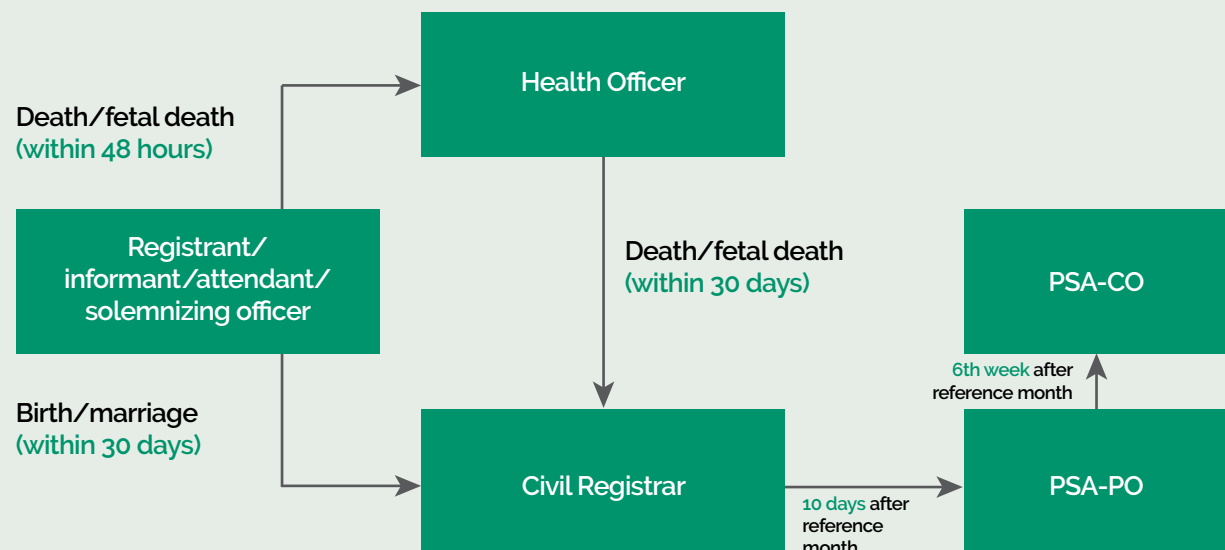 Health Officer
Death/fetal death
(within 48 hours)
Registrant/
informant/attendant/
solemnizing officer
Death/fetal death
(within 30 days)
PSA-CO
6th week after
reference month
Birth/marriage
(within 30 days)
Civil Registrar
10 days after
reference
month
PSA-PO